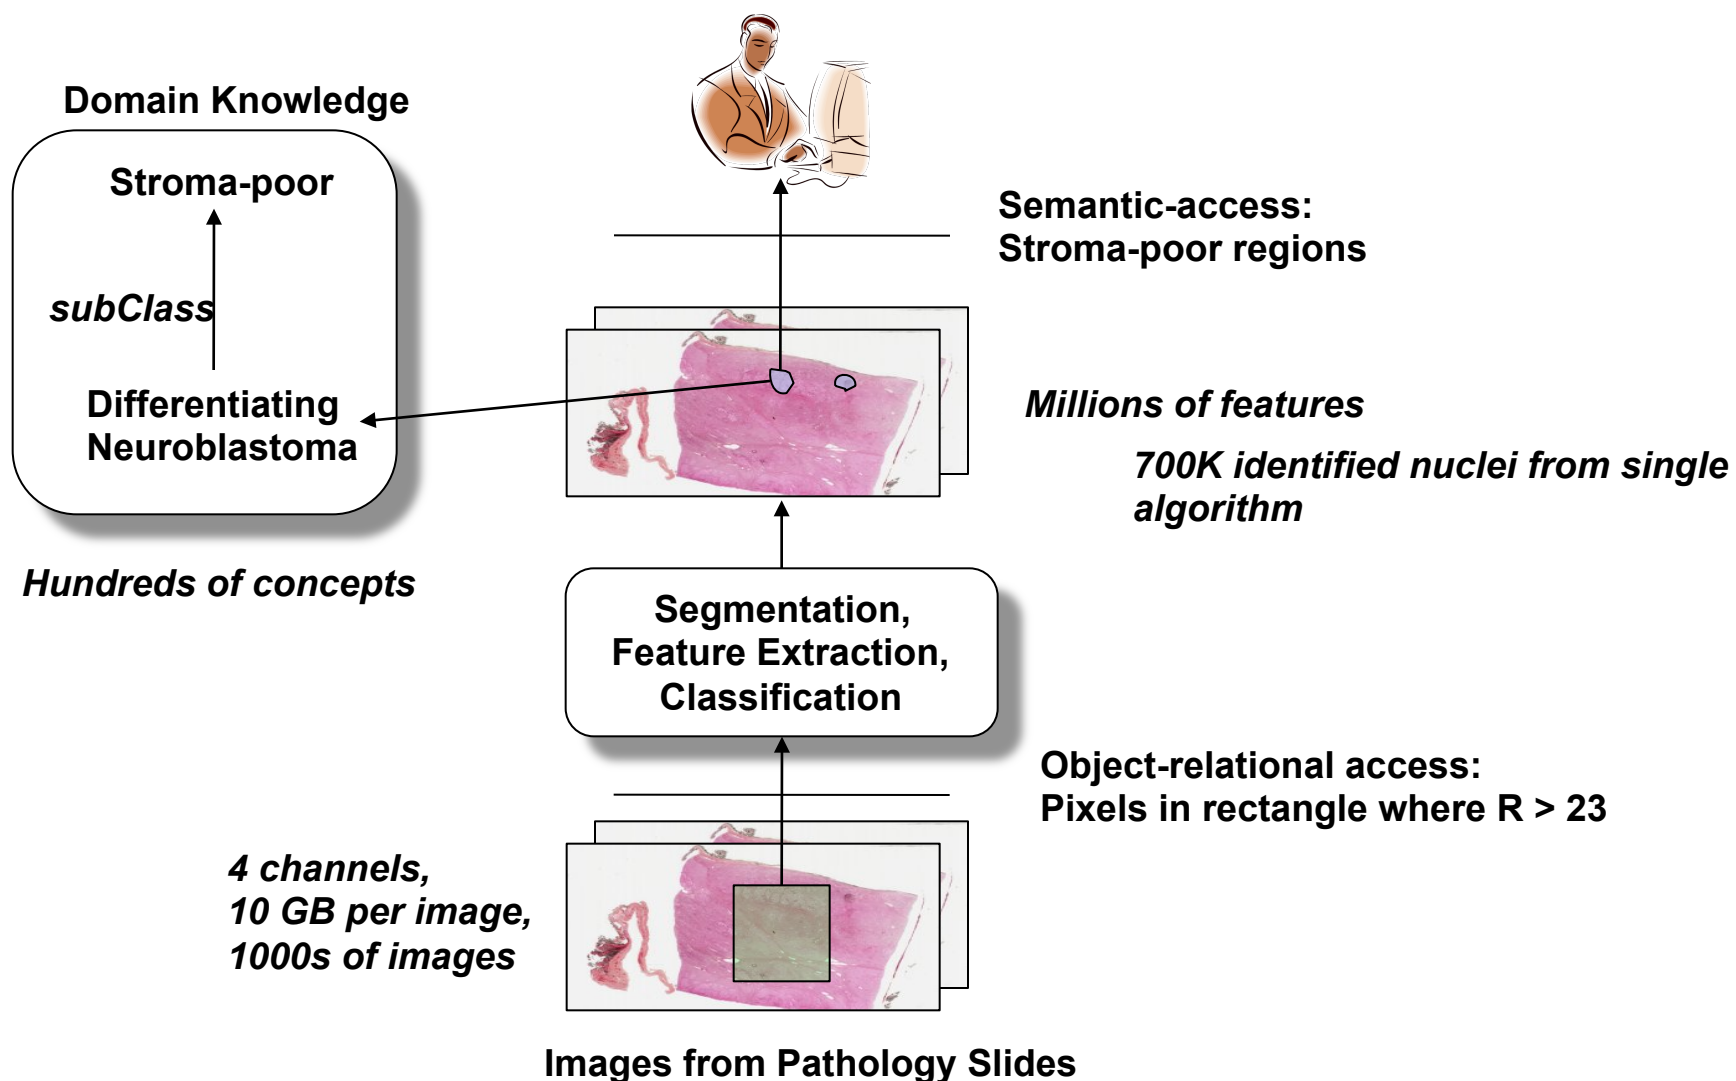 Domain Knowledge
Stroma-poor
subClass
Differentiating
Neuroblastoma
Hundreds of concepts
Semantic-access:
Stroma-poor regions
Millions of features
700K identified nuclei from single
algorithm
Segmentation,
Feature Extraction,
Classification
Object-relational access:
Pixels in rectangle where R > 23
4 channels,
10 GB per image,
1000s of images
Images from Pathology Slides